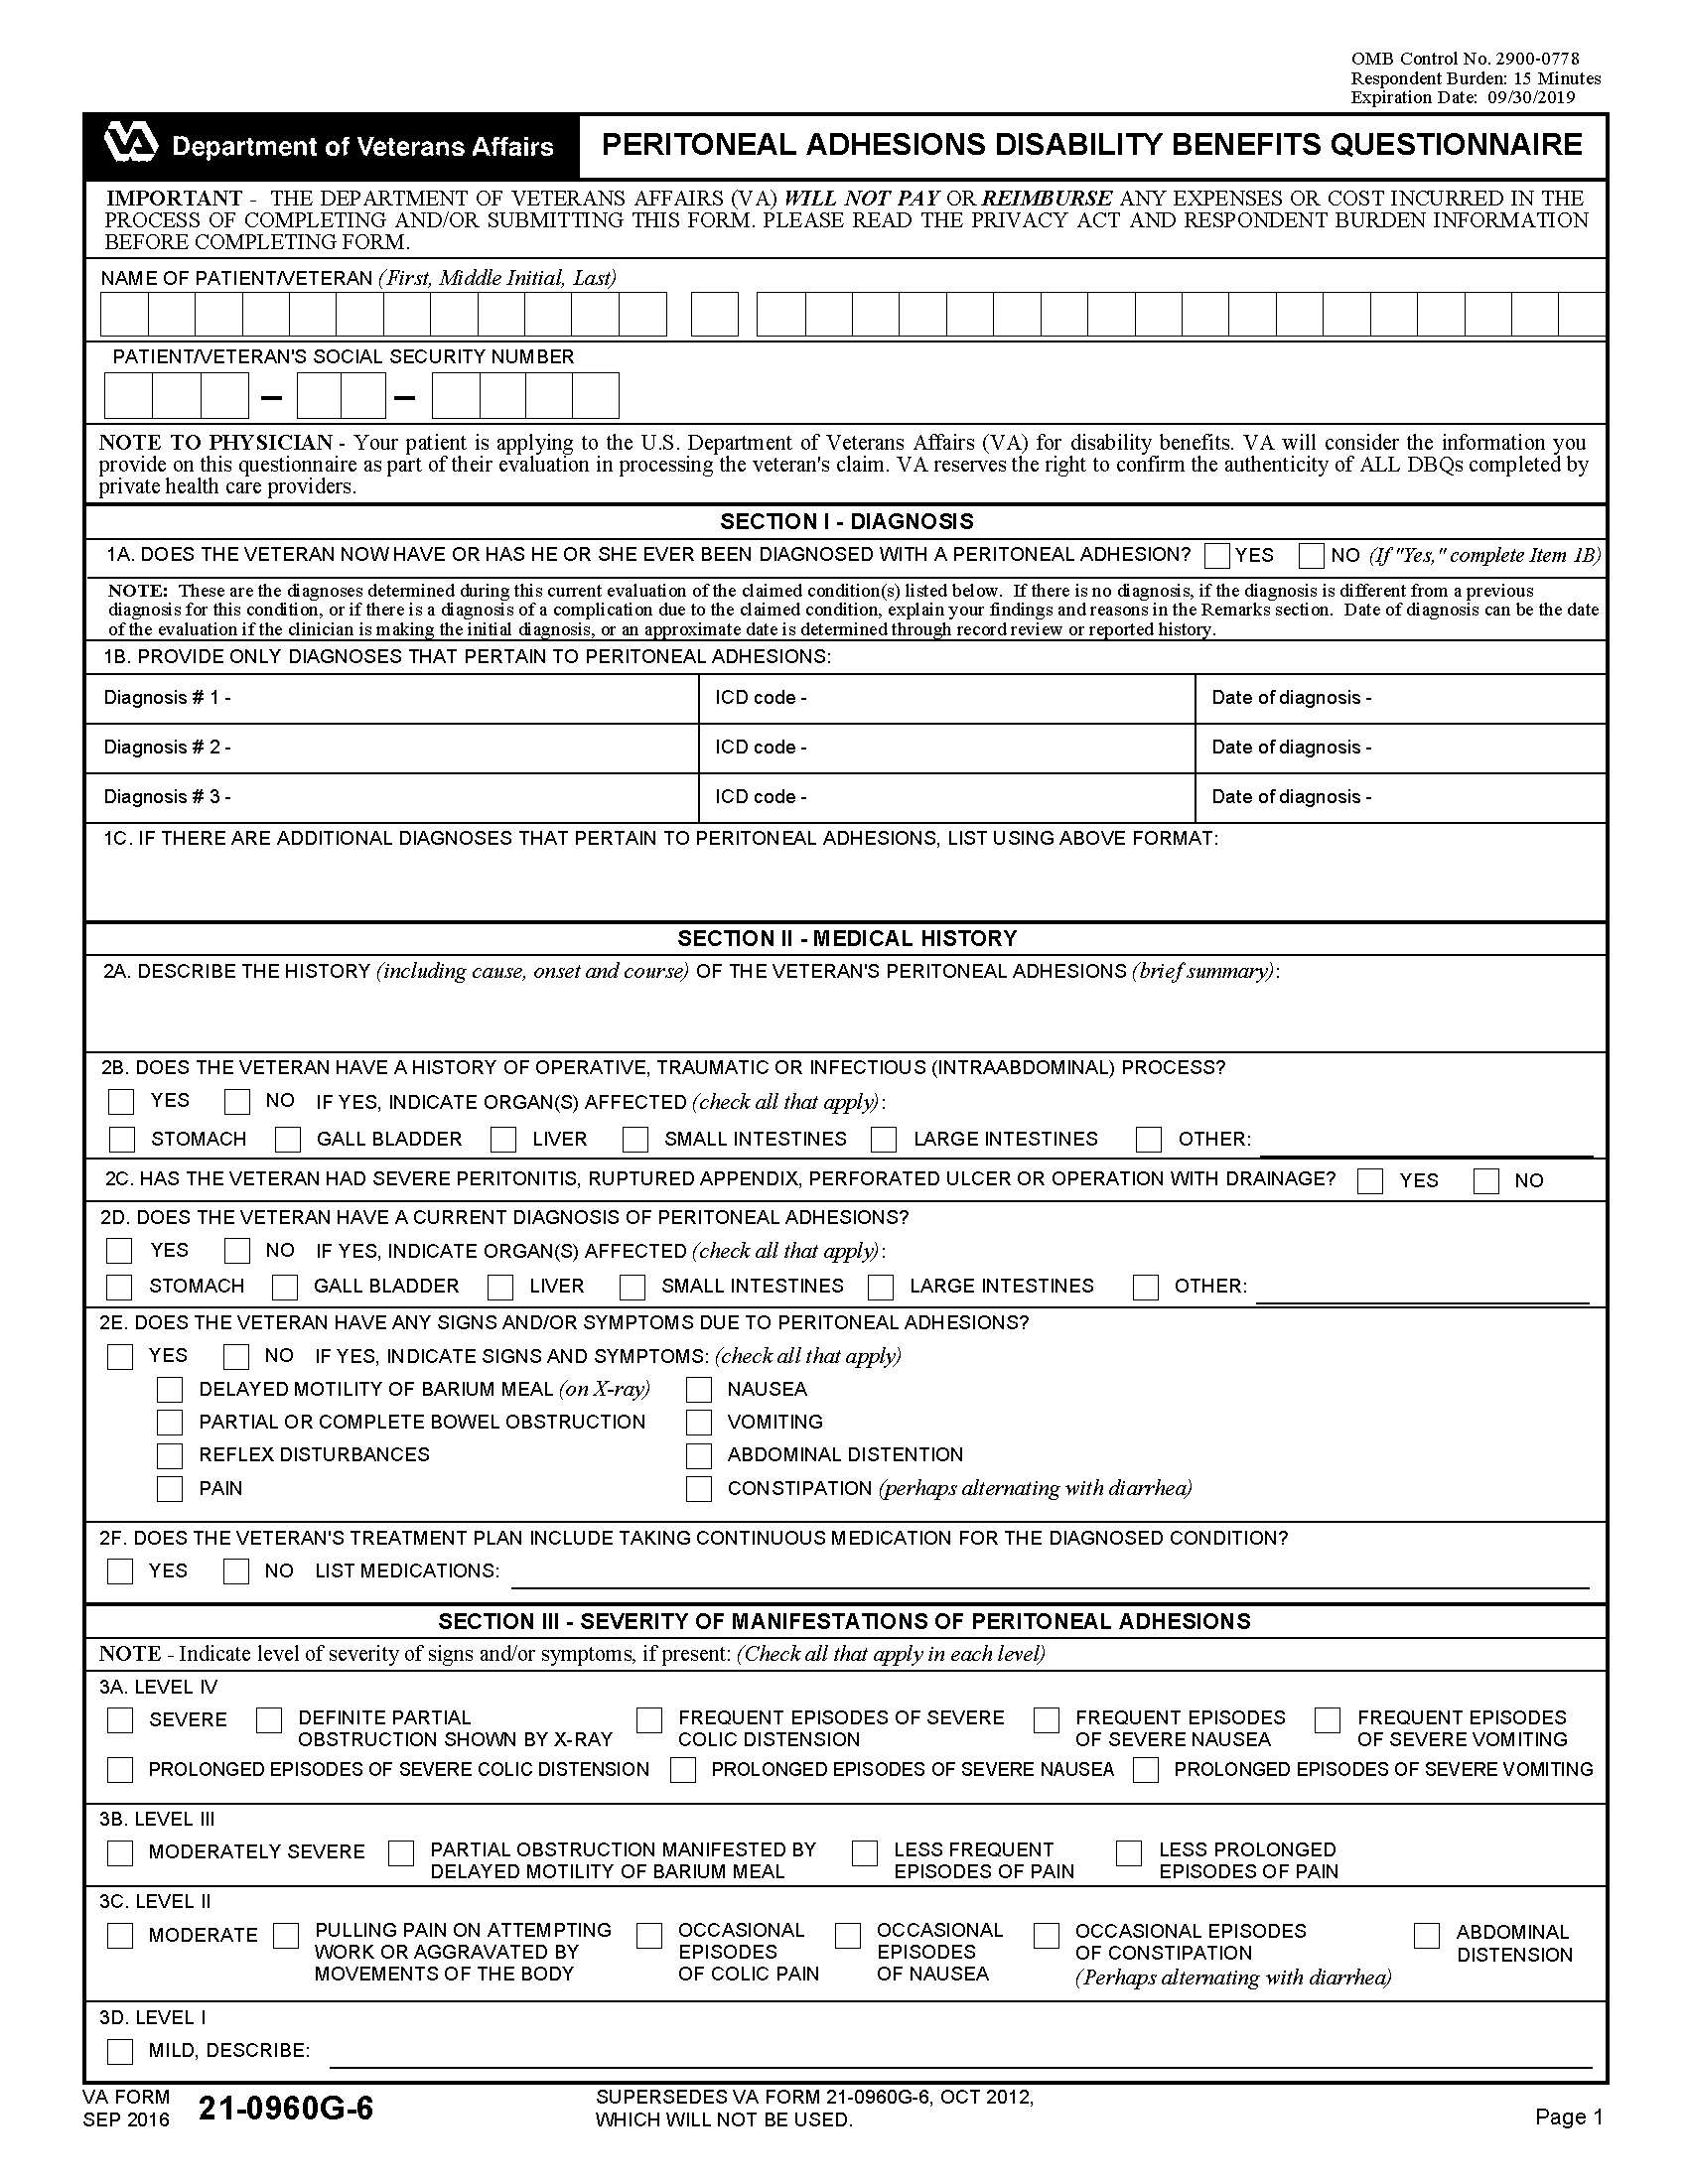 OMB Control No. 2900-0778
Respondent Burden: 15 Minutes
Expiration Date: 09/30/2019
VA Department of Veterans Affairs
PERITONEAL ADHESIONS DISABILITY BENEFITS QUESTIONNAIRE
IMPORTANT - THE DEPARTMENT OF VETERANS AFFAIRS (VA) WILL NOT PAY OR REIMBURSE ANY EXPENSES OR COST INCURRED IN THE
PROCESS OF COMPLETING AND/OR SUBMITTING THIS FORM. PLEASE READ THE PRIVACY ACT AND RESPONDENT BURDEN INFORMATION
BEFORE COMPLETING FORM.
NAME OF PATIENT/VETERAN (First, Middle Initial, Last)
PATIENT/VETERAN'S SOCIAL SECURITY NUMBER
NOTE TO PHYSICIAN - Your patient is applying to the U.S. Department of Veterans Affairs (VA) for disability benefits. VA will consider the information you
provide on this questionnaire as part of their evaluation in processing the veteran's claim. VA reserves the right to confirm the authenticity of ALL DBQs completed by
private health care providers.
SECTION I - DIAGNOSIS
1A. DOES THE VETERAN NOW HAVE OR HAS HE OR SHE EVER BEEN DIAGNOSED WITH A PERITONEAL ADHESION? YES NO (If "Yes," complete Item 1B)
NOTE: These are the diagnoses determined during this current evaluation of the claimed condition(s) listed below. If there is no diagnosis, if the diagnosis is different from a previous
diagnosis for this condition, or if there is a diagnosis of a complication due to the claimed condition, explain your findings and reasons in the Remarks section. Date of diagnosis can be the date
of the evaluation if the clinician is making the initial diagnosis, or an approximate date is determined through record review or reported history.
1B. PROVIDE ONLY DIAGNOSES THAT PERTAIN TO PERITONEAL ADHESIONS:
Diagnosis # 1 - ICD code - Date of diagnosis -
Diagnosis # 2 - ICD code - Date of diagnosis -
Diagnosis # 3 - ICD code - Date of diagnosis -
1C. IF THERE ARE ADDITIONAL DIAGNOSES THAT PERTAIN TO PERITONEAL ADHESIONS, LIST USING ABOVE FORMAT:
SECTION II - MEDICAL HISTORY
2A. DESCRIBE THE HISTORY (including cause, onset and course) OF THE VETERAN'S PERITONEAL ADHESIONS (brief summary):
2B. DOES THE VETERAN HAVE A HISTORY OF OPERATIVE, TRAUMATIC OR INFECTIOUS (INTRAABDOMINAL) PROCESS?
YES NO IF YES, INDICATE ORGAN(S) AFFECTED (check all that apply):
STOMACH GALL BLADDER LIVER SMALL INTESTINES LARGE INTESTINES OTHER:
2C. HAS THE VETERAN HAD SEVERE PERITONITIS, RUPTURED APPENDIX, PERFORATED ULCER OR OPERATION WITH DRAINAGE? YES NO
2D. DOES THE VETERAN HAVE A CURRENT DIAGNOSIS OF PERITONEAL ADHESIONS?
YES NO IF YES, INDICATE ORGAN(S) AFFECTED (check all that apply):
STOMACH GALL BLADDER LIVER SMALL INTESTINES LARGE INTESTINES OTHER:
2E. DOES THE VETERAN HAVE ANY SIGNS AND/OR SYMPTOMS DUE TO PERITONEAL ADHESIONS?
YES NO IF YES, INDICATE SIGNS AND SYMPTOMS: (check all that apply)
DELAYED MOTILITY OF BARIUM MEAL (on X-ray) NAUSEA
PARTIAL OR COMPLETE BOWEL OBSTRUCTION VOMITING
REFLEX DISTURBANCES ABDOMINAL DISTENTION
PAIN CONSTIPATION (perhaps alternating with diarrhea)
2F. DOES THE VETERAN'S TREATMENT PLAN INCLUDE TAKING CONTINUOUS MEDICATION FOR THE DIAGNOSED CONDITION?
YES NO LIST MEDICATIONS:
SECTION III - SEVERITY OF MANIFESTATIONS OF PERITONEAL ADHESIONS
NOTE - Indicate level of severity of signs and/or symptoms, if present: (Check all that apply in each level)
3A. LEVEL IV
SEVERE
DEFINITE PARTIAL
OBSTRUCTION SHOWN BY X-RAY
FREQUENT EPISODES OF SEVERE
COLIC DISTENSION
FREQUENT EPISODES
OF SEVERE NAUSEA
FREQUENT EPISODES
OF SEVERE VOMITING
PROLONGED EPISODES OF SEVERE COLIC DISTENSION PROLONGED EPISODES OF SEVERE NAUSEA PROLONGED EPISODES OF SEVERE VOMITING
3B. LEVEL III
MODERATELY SEVERE
PARTIAL OBSTRUCTION MANIFESTED BY
DELAYED MOTILITY OF BARIUM MEAL
LESS FREQUENT
EPISODES OF PAIN
LESS PROLONGED
EPISODES OF PAIN
3C. LEVEL II
MODERATE
PULLING PAIN ON ATTEMPTING
WORK OR AGGRAVATED BY
MOVEMENTS OF THE BODY
OCCASIONAL
EPISODES
OF COLIC PAIN
OCCASIONAL
EPISODES
OF NAUSEA
OCCASIONAL EPISODES
OF CONSTIPATION
(Perhaps alternating with diarrhea)
ABDOMINAL
DISTENSION
3D. LEVEL I
MILD, DESCRIBE:
VA FORM
SEP 2016
21-0960G-6
SUPERSEDES VA FORM 21-0960G-6, OCT 2012,
WHICH WILL NOT BE USED.
Page 1